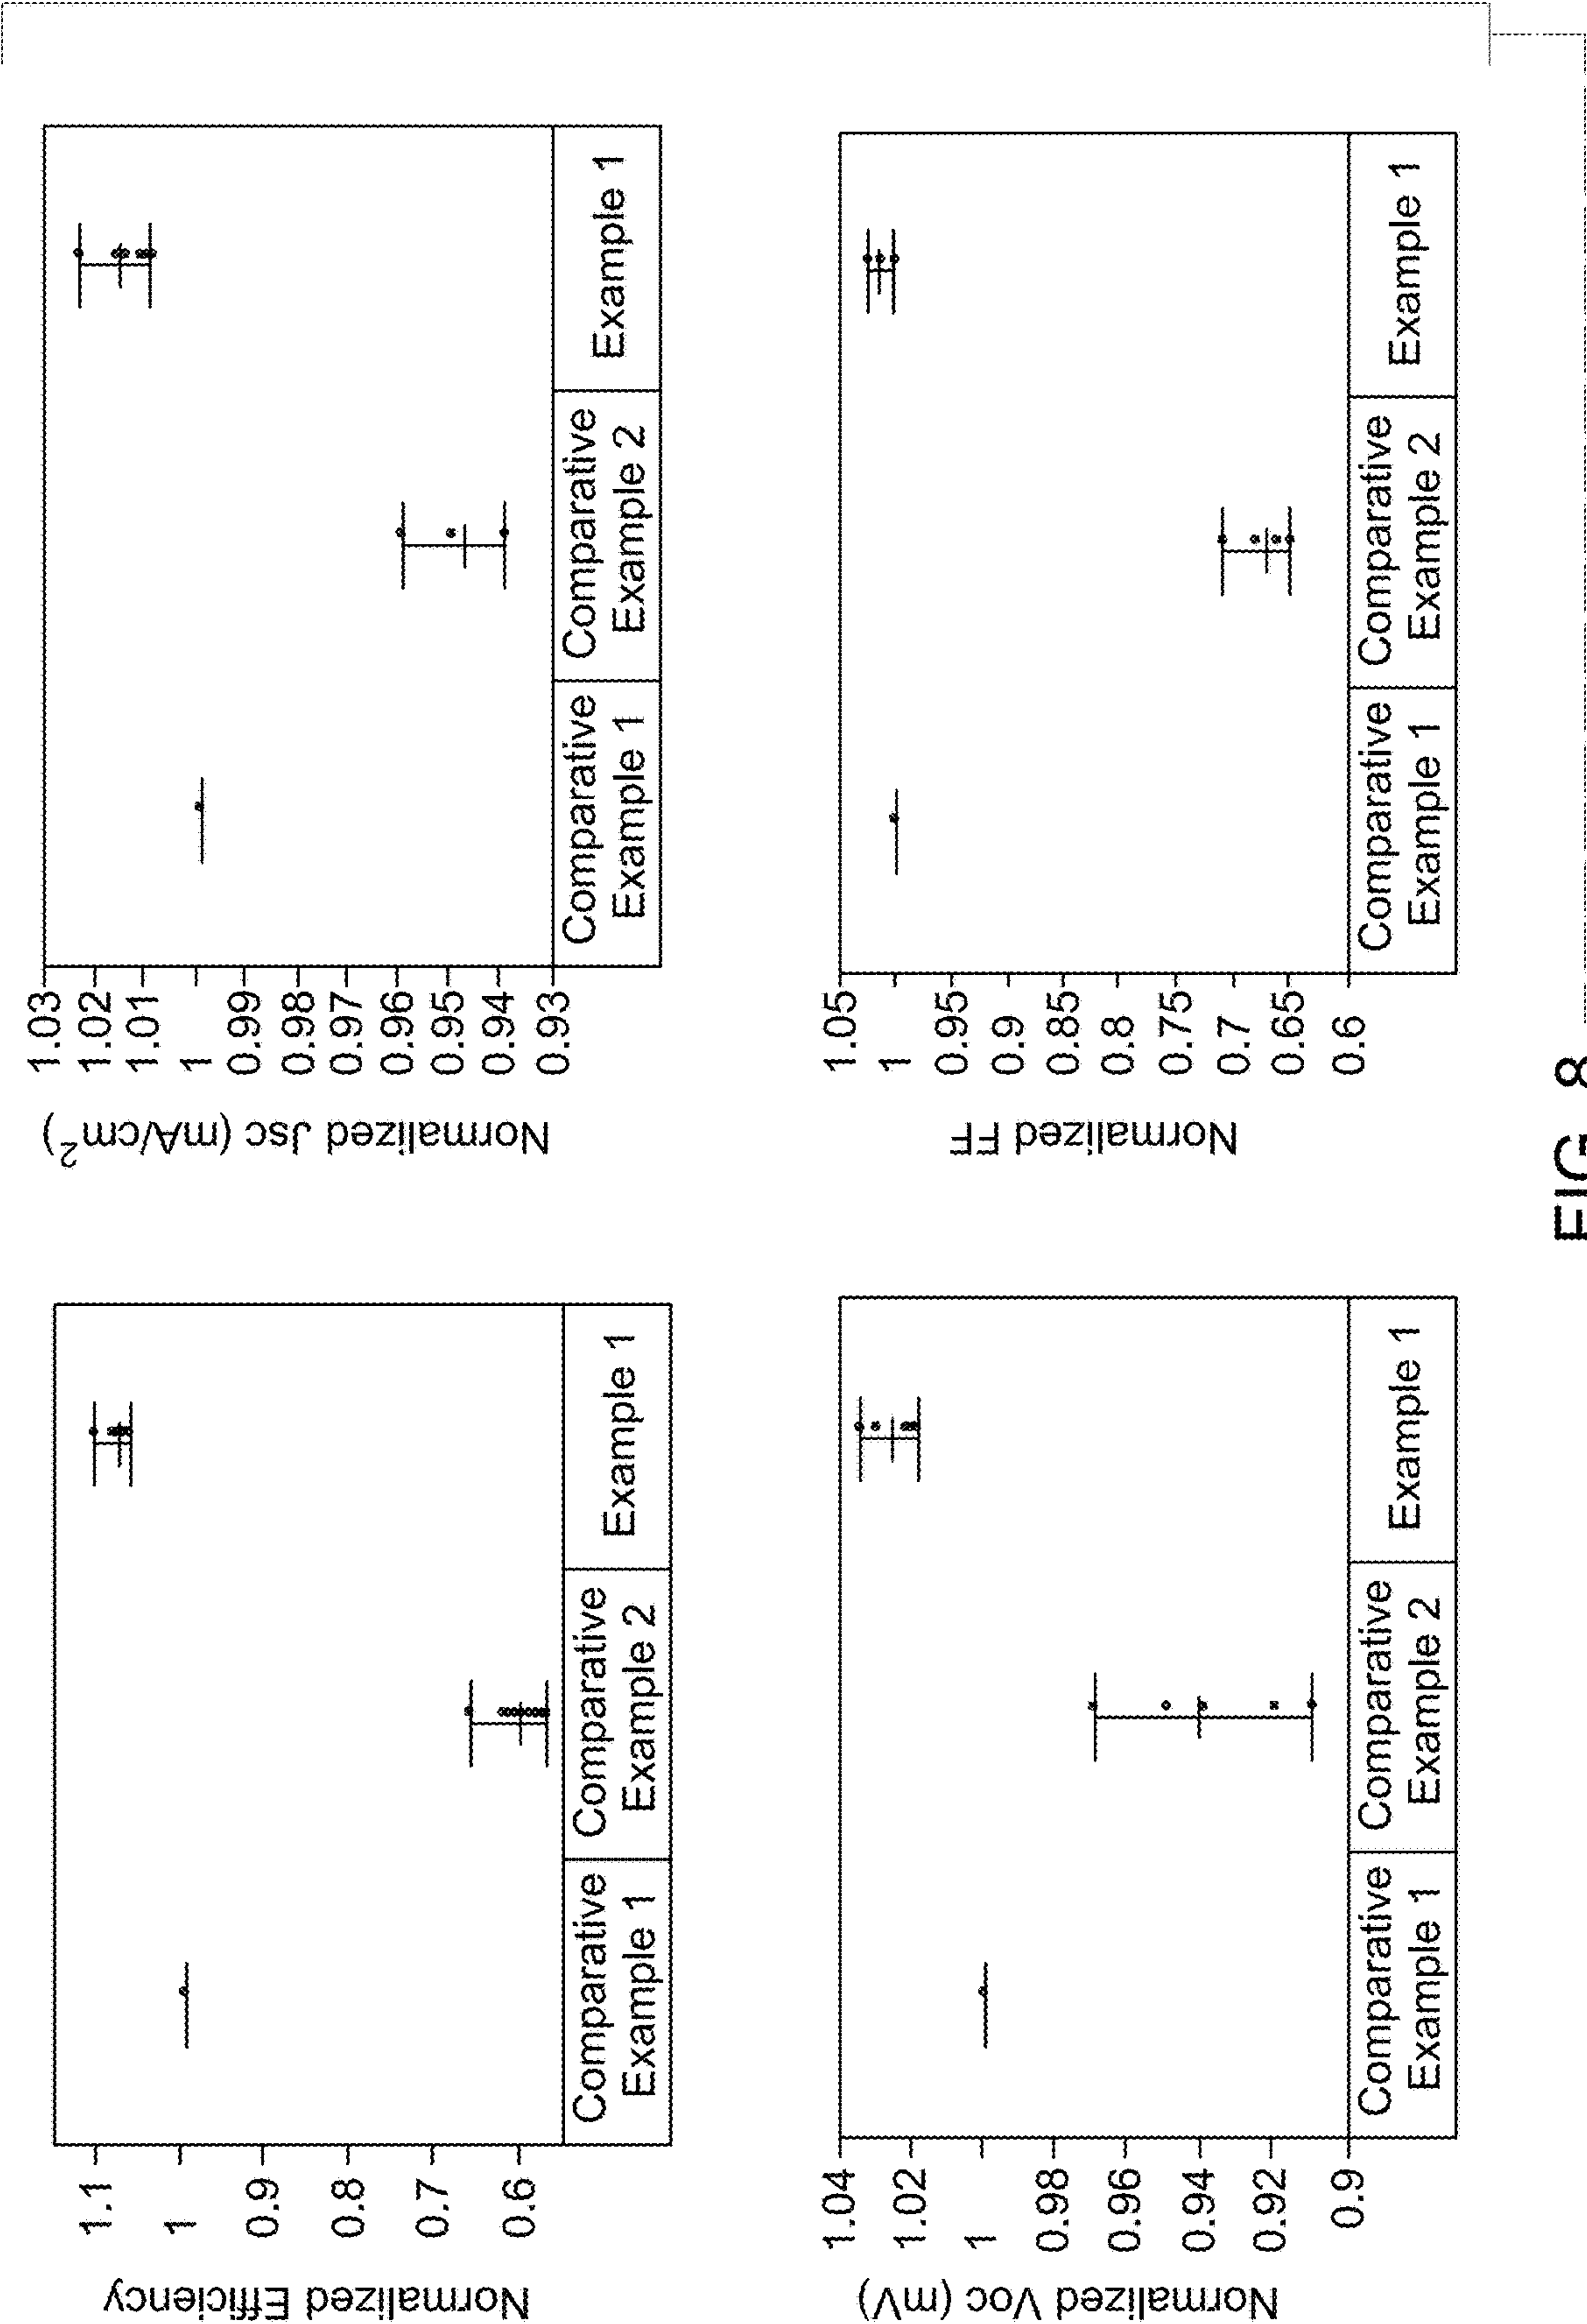 Normalized Efficiency
1.1
1
0.9
0.8
0.7
0.6
Comparative
Example 1
Comparative
Example 2
Example 1
Normalized Jsc (mA/cm²)
1.03
1.02
1.01
1
0.99
0.98
0.97
0.96
0.95
0.94
0.93
Comparative
Example 1
Comparative
Example 2
Example 1
Normalized Voc (mV)
1.04
1.02
1
0.98
0.96
0.94
0.92
0.9
Comparative
Example 1
Comparative
Example 2
Example 1
Normalized FF
1.05
1
0.95
0.9
0.85
0.8
0.75
0.7
0.65
0.6
Comparative
Example 1
Comparative
Example 2
Example 1
FIG. 8